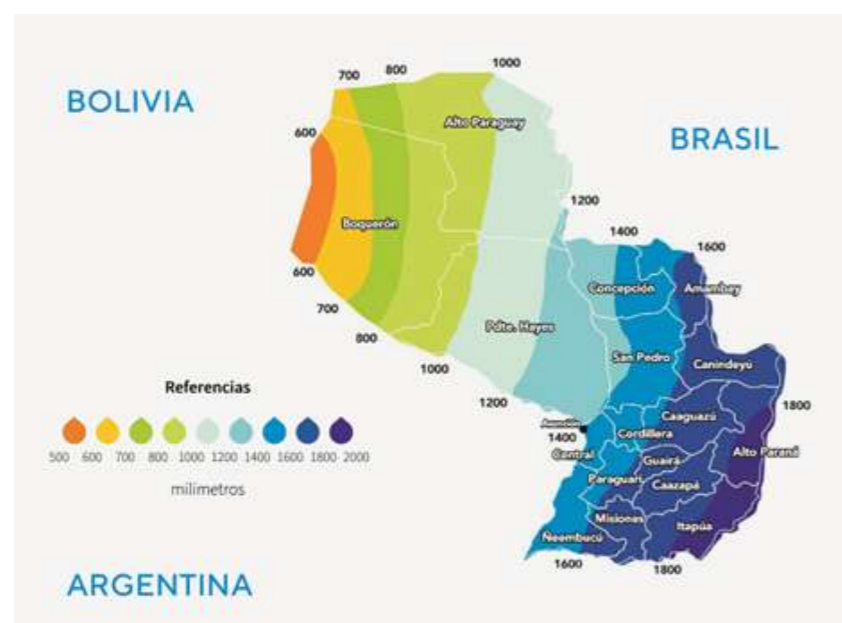 1000
800
700
BOLIVIA
Alto Paraguay
600
BRASIL
1200
Boquerón
1400
1600
600
Concepción
Amambay
700
Pdte. Hayes
800
San Pedro
1000
Canindeyú
Referencias
1200
1800
Asunción
Caaguazú
1400
Cordillera
Central
Guairá
Alto Paraná
500 600 700 800 1000 1200 1400 1600 1800 2000
Paraguarí
Caazapá
milímetros
Misiones
Itapúa
Ñeembucú
1600
1800
ARGENTINA